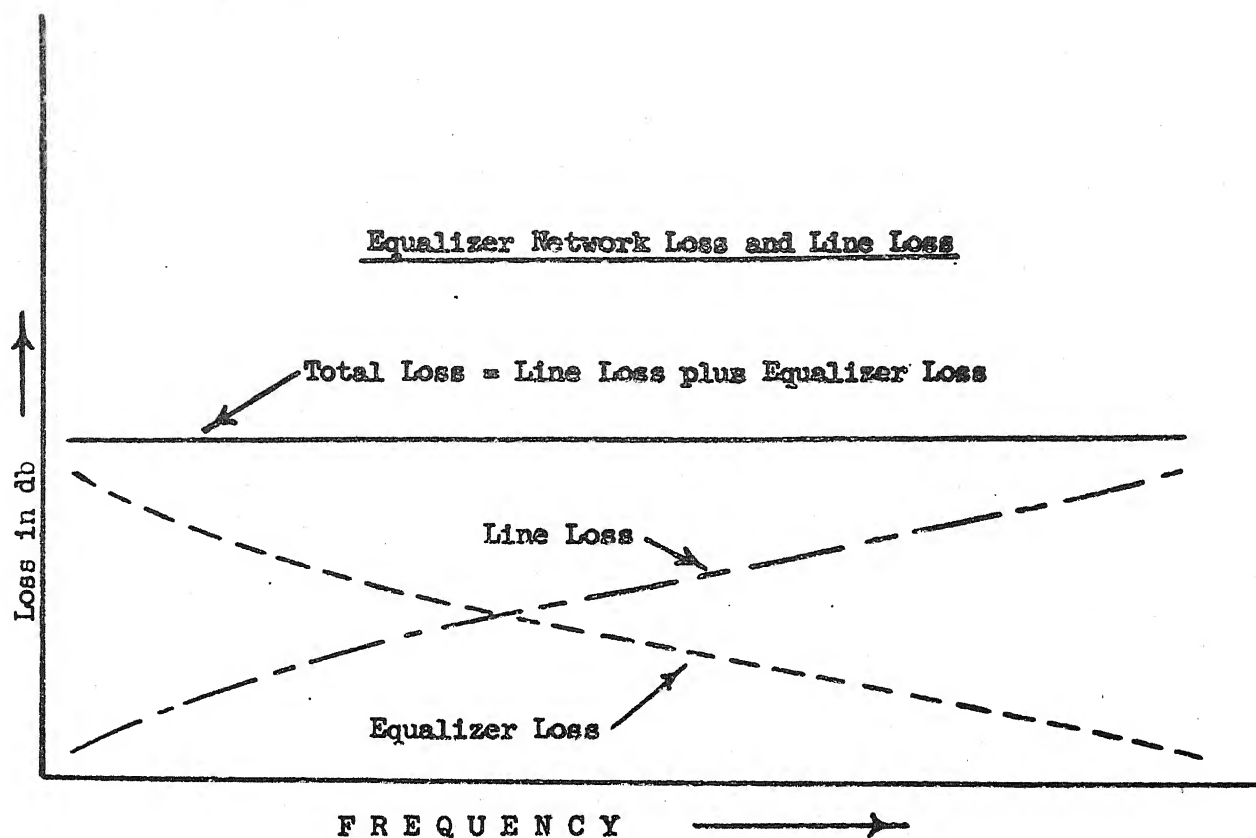 Equalizer Network Loss and Line Loss
Total Loss = Line Loss plus Equalizer Loss
Loss in db
Line Loss
Equalizer Loss
FREQUENCY